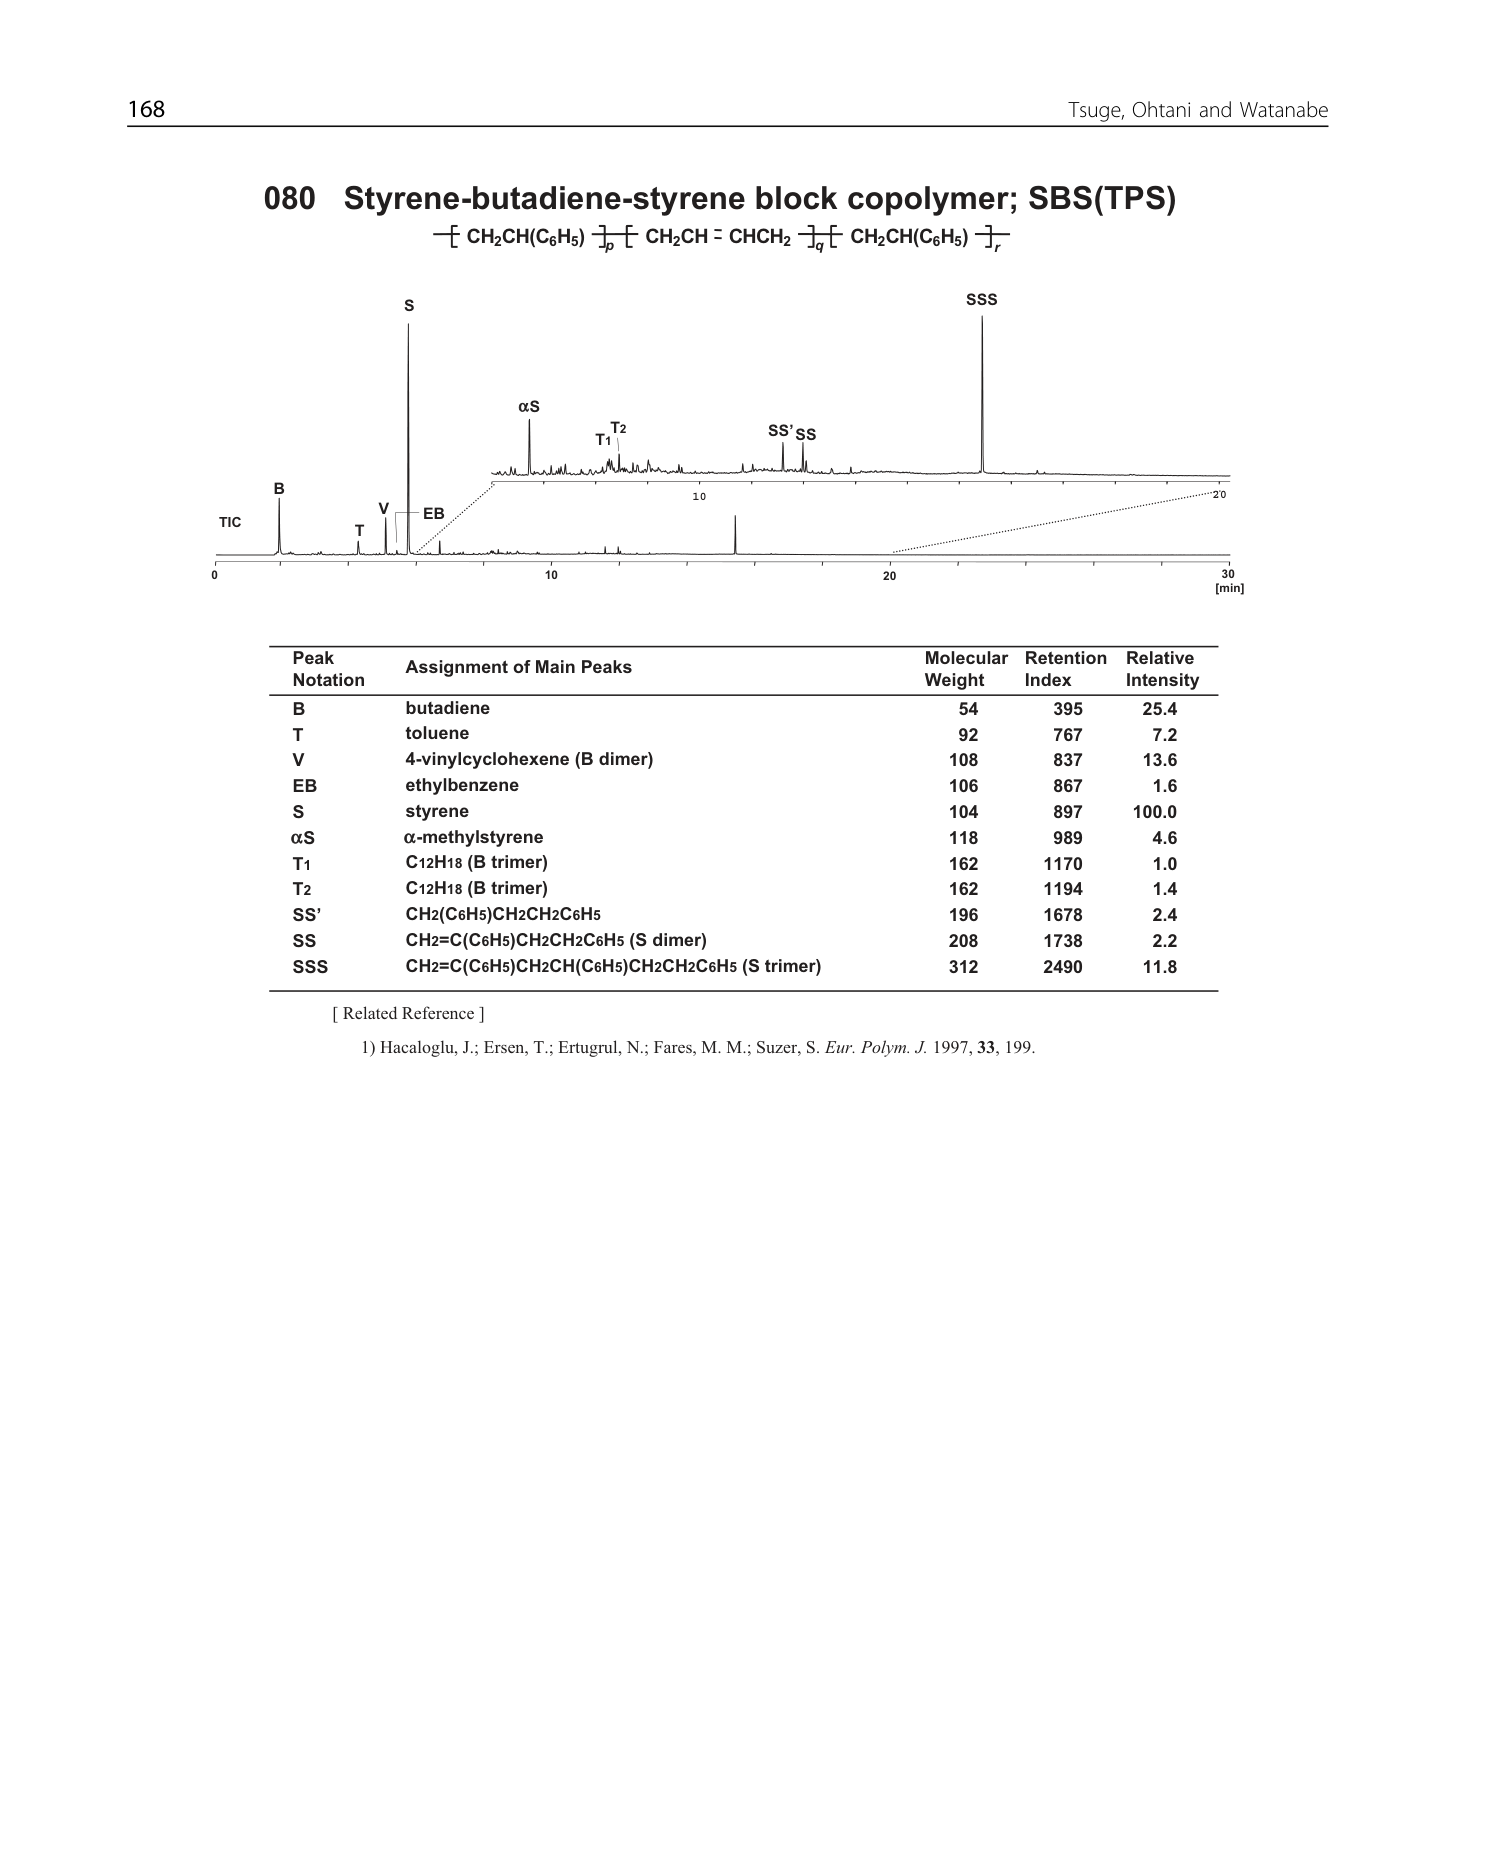 168 Tsuge, Ohtani and Watanabe
080 Styrene-butadiene-styrene block copolymer; SBS(TPS)
[ CH2CH(C6H5) ]p [ CH2CH = CHCH2 ]q [ CH2CH(C6H5) ]r
S
SSS
αS
T1
T2
SS’
SS
10
20
B
V
EB
T
TIC
0
10
20
30
[min]
Peak Notation Assignment of Main Peaks Molecular Weight Retention Index Relative Intensity
B butadiene 54 395 25.4
T toluene 92 767 7.2
V 4-vinylcyclohexene (B dimer) 108 837 13.6
EB ethylbenzene 106 867 1.6
S styrene 104 897 100.0
αS α-methylstyrene 118 989 4.6
T1 C12H18 (B trimer) 162 1170 1.0
T2 C12H18 (B trimer) 162 1194 1.4
SS’ CH2(C6H5)CH2CH2C6H5 196 1678 2.4
SS CH2=C(C6H5)CH2CH2C6H5 (S dimer) 208 1738 2.2
SSS CH2=C(C6H5)CH2CH(C6H5)CH2CH2C6H5 (S trimer) 312 2490 11.8
[ Related Reference ]
1) Hacaloglu, J.; Ersen, T.; Ertugrul, N.; Fares, M. M.; Suzer, S. Eur. Polym. J. 1997, 33, 199.